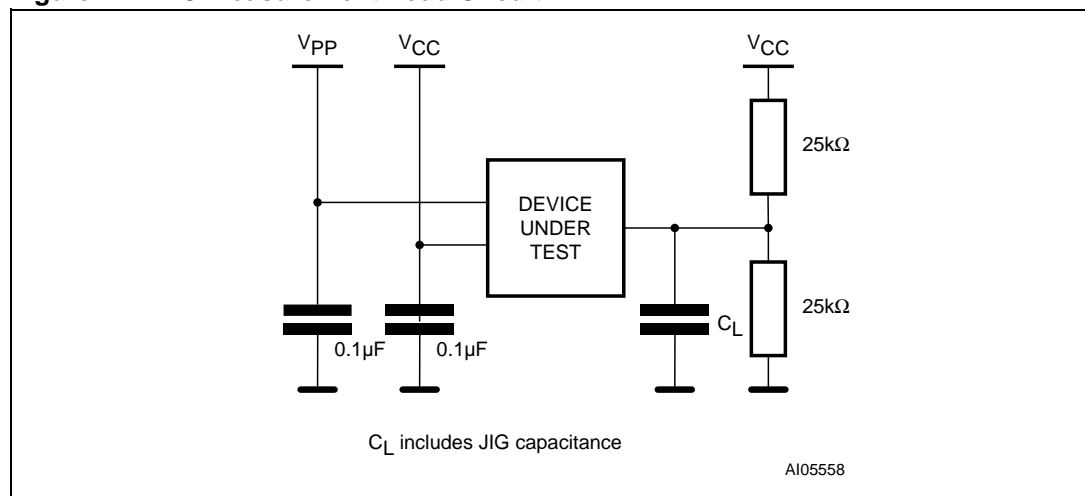 VPP
VCC
VCC
25kΩ
DEVICE
UNDER
TEST
25kΩ
CL
0.1µF
0.1µF
CL includes JIG capacitance
AI05558